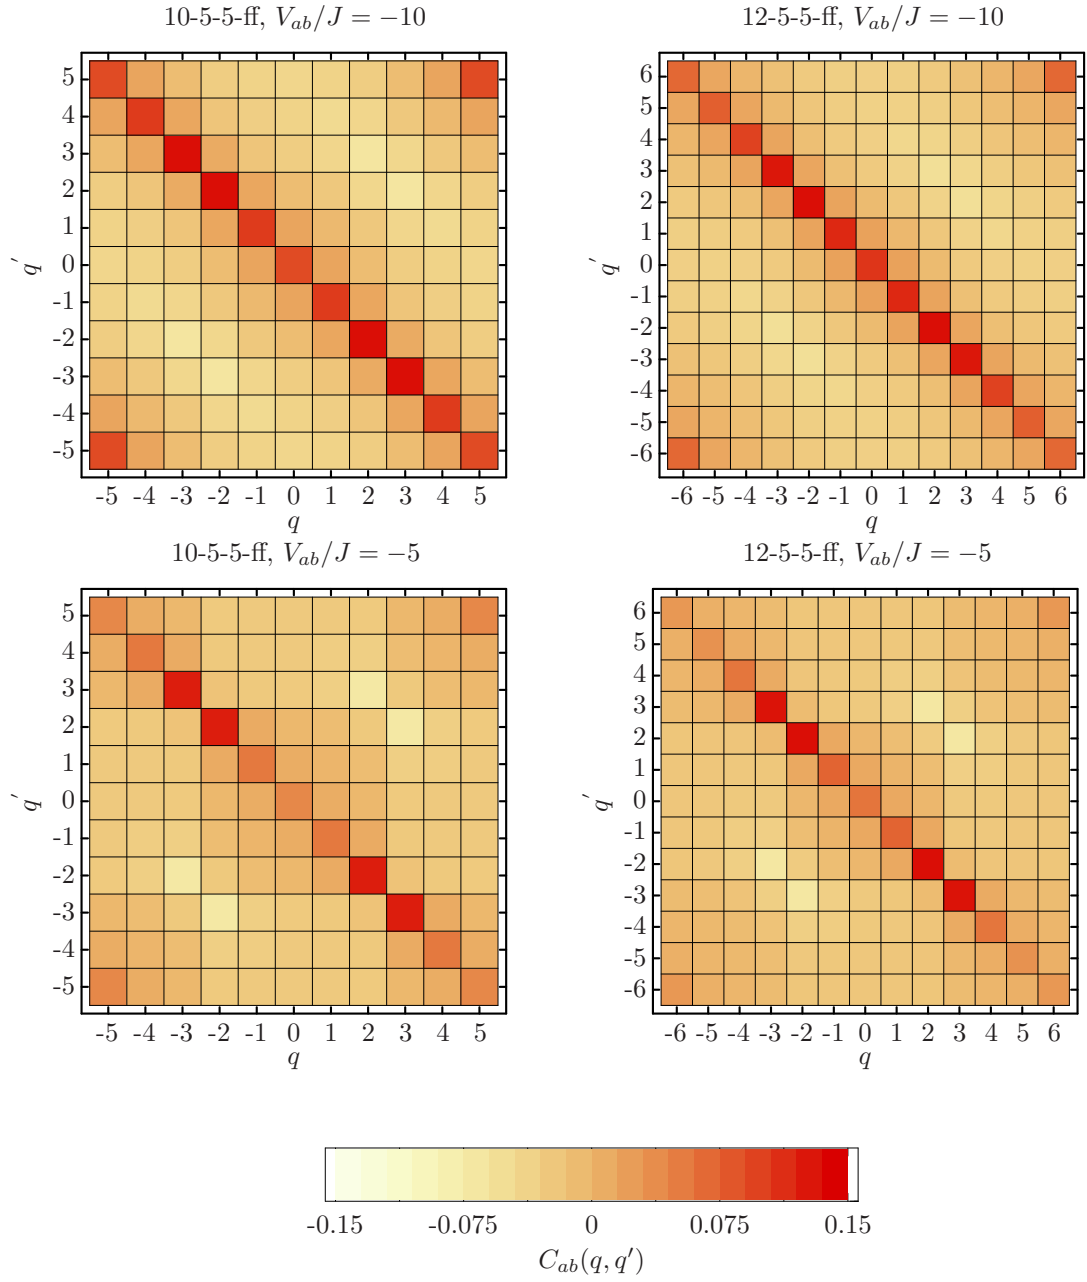 10-5-5-ff, V_{ab}/J = −10
5
4
3
2
1
0
-1
-2
-3
-4
-5
q′
-5 -4 -3 -2 -1 0 1 2 3 4 5
q
12-5-5-ff, V_{ab}/J = −10
6
5
4
3
2
1
0
-1
-2
-3
-4
-5
-6
q′
-6 -5 -4 -3 -2 -1 0 1 2 3 4 5 6
q
10-5-5-ff, V_{ab}/J = −5
5
4
3
2
1
0
-1
-2
-3
-4
-5
q′
-5 -4 -3 -2 -1 0 1 2 3 4 5
q
12-5-5-ff, V_{ab}/J = −5
6
5
4
3
2
1
0
-1
-2
-3
-4
-5
-6
q′
-6 -5 -4 -3 -2 -1 0 1 2 3 4 5 6
q
-0.15 -0.075 0 0.075 0.15
C_{ab}(q, q′)